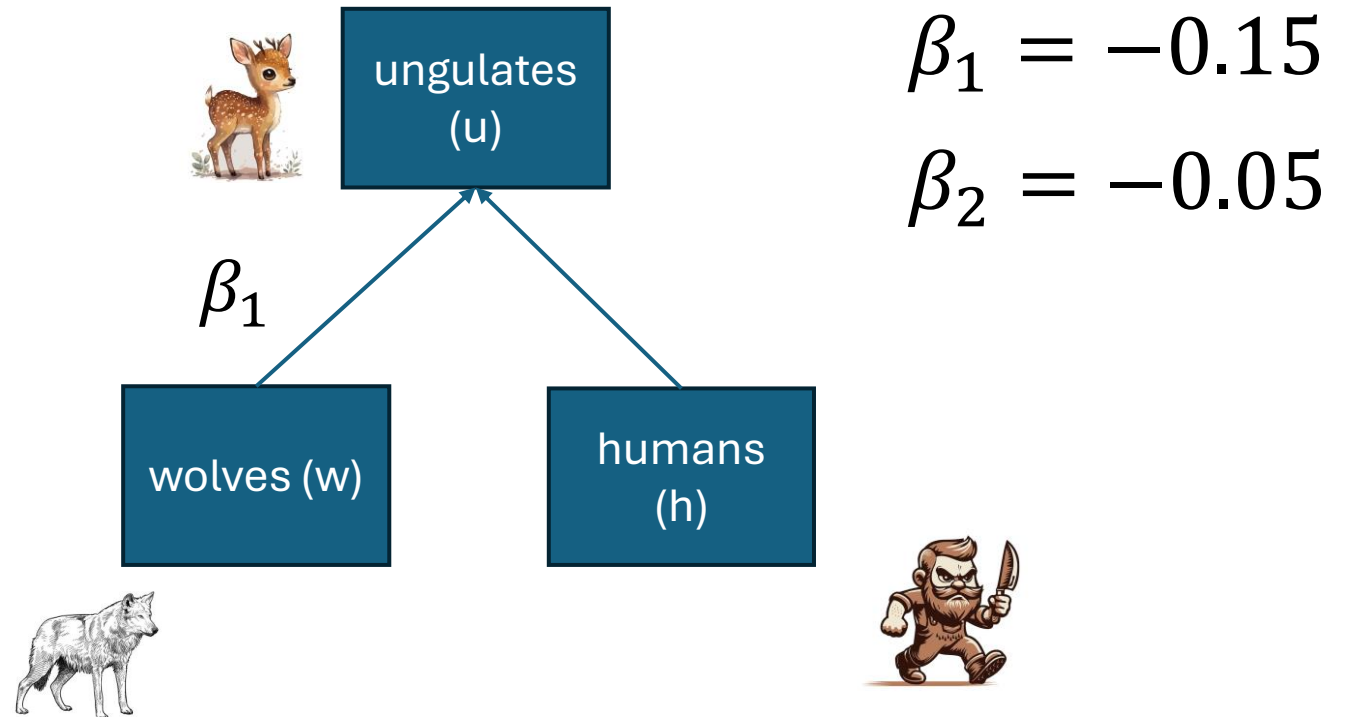 ungulates
(u)
β₁ = −0.15
β₂ = −0.05
β₁
wolves (w)
humans
(h)